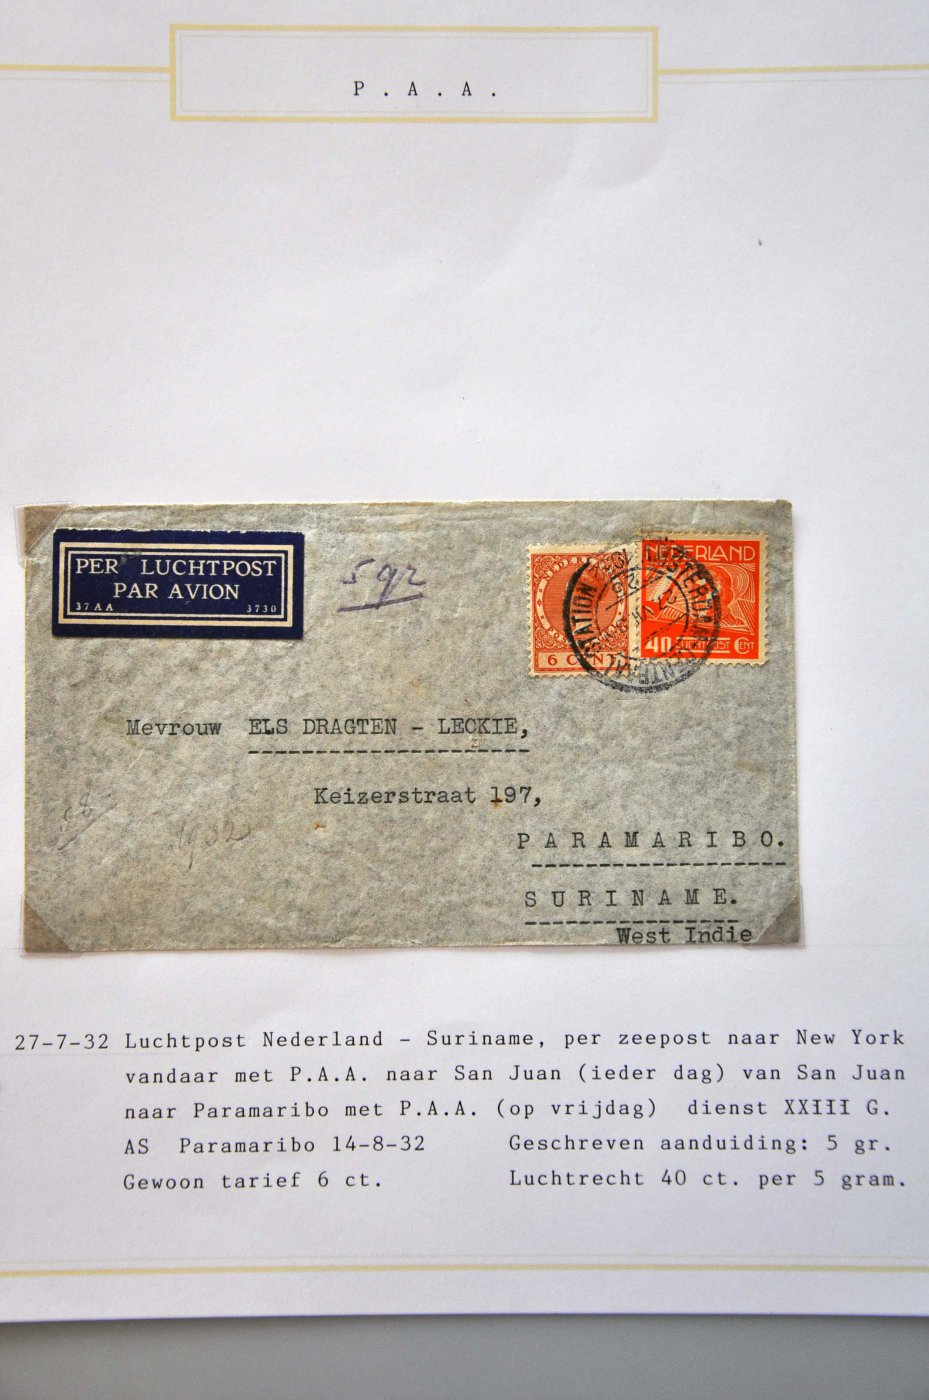 P . A . A .
PER LUCHTPOST
PAR AVION
37 AA 3730
5 gr
NEDERLAND
6 CENT
40 LUCHTPOST CENT
Mevrouw ELS DRAGTEN - LECKIE,
Keizerstraat 197,
PARAMARIBO.
1932
SURINAME.
West Indie
27-7-32 Luchtpost Nederland - Suriname, per zeepost naar New York
vandaar met P.A.A. naar San Juan (ieder dag) van San Juan
naar Paramaribo met P.A.A. (op vrijdag) dienst XXIII G.
AS Paramaribo 14-8-32 Geschreven aanduiding: 5 gr.
Gewoon tarief 6 ct. Luchtrecht 40 ct. per 5 gram.